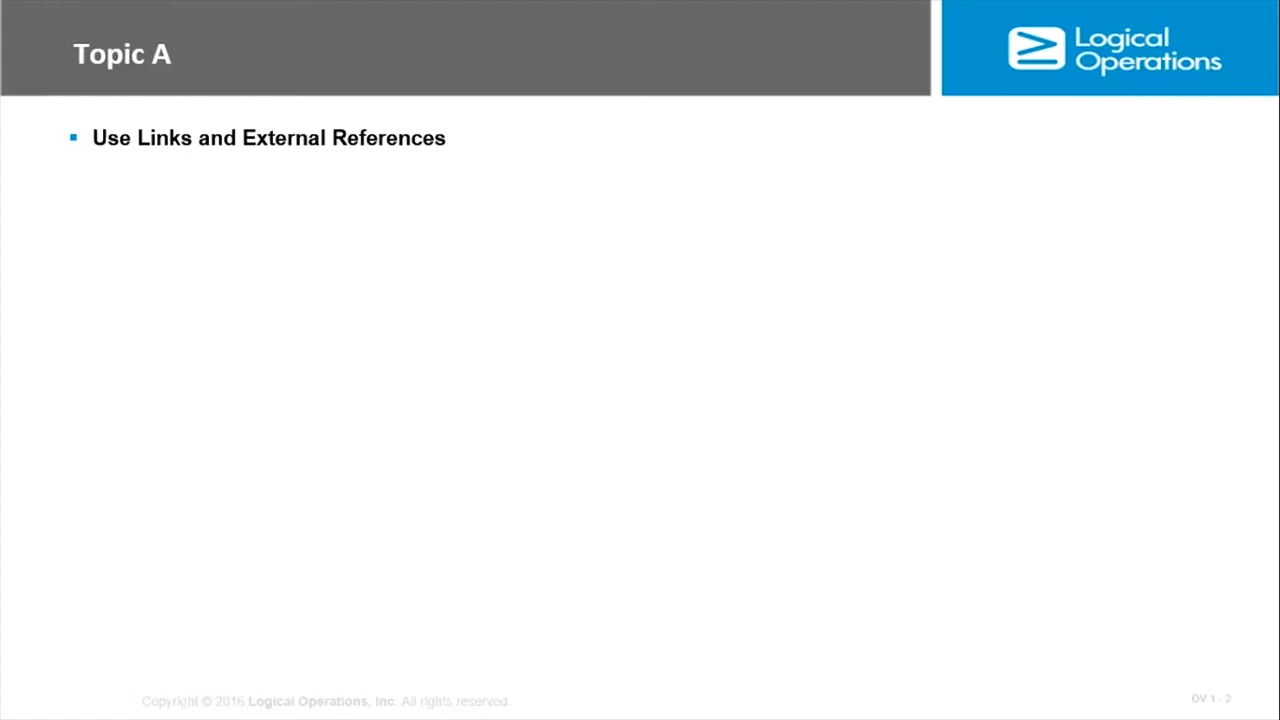 Topic A
Logical
Operations
Use Links and External References
Copyright © 2016 Logical Operations, Inc. All rights reserved
OV 1 - 2